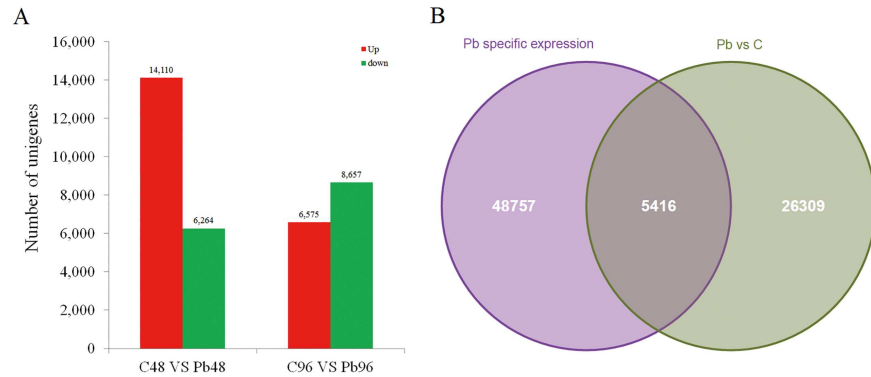 A
16,000
14,000
12,000
10,000
8,000
6,000
4,000
2,000
0
Number of unigenes
14,110
6,264
6,575
8,657
Up
down
C48 VS Pb48
C96 VS Pb96
B
Pb specific expression
Pb vs C
48757
5416
26309